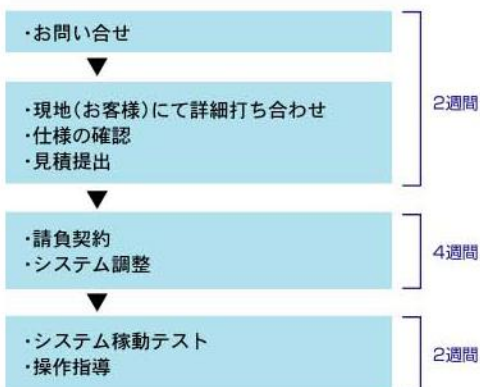 ・お問い合せ
・現地(お客様)にて詳細打ち合わせ
・仕様の確認
・見積提出
2週間
・請負契約
・システム調整
4週間
・システム稼動テスト
・操作指導
2週間